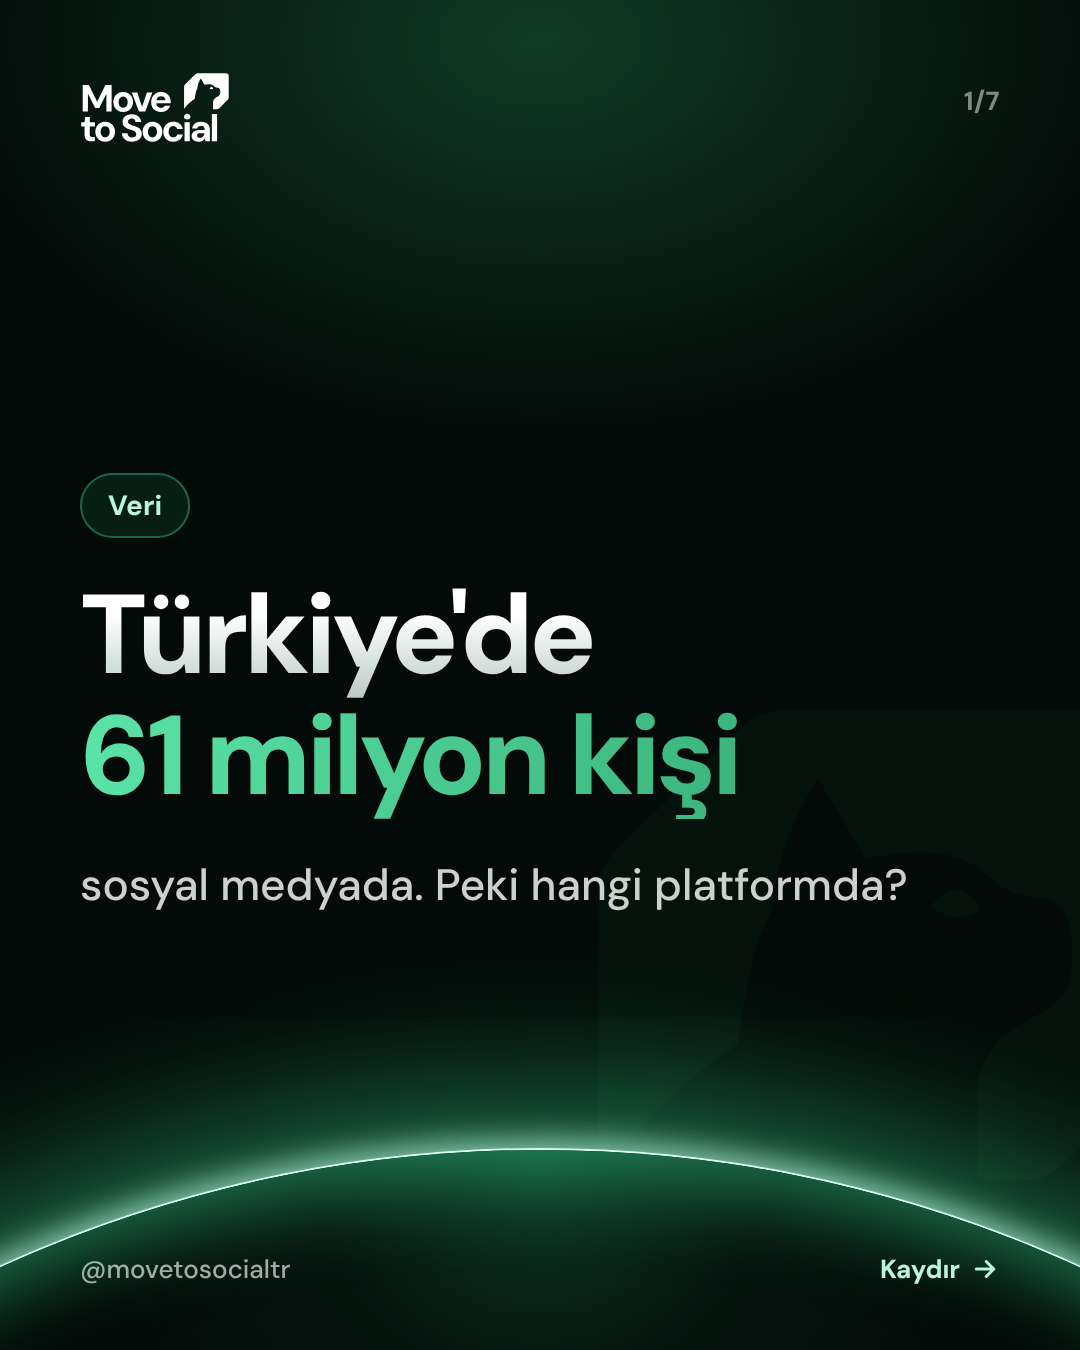 Move
to Social
1/7
Veri
Türkiye'de
61 milyon kişi
sosyal medyada. Peki hangi platformda?
@movetosocialtr
Kaydır →